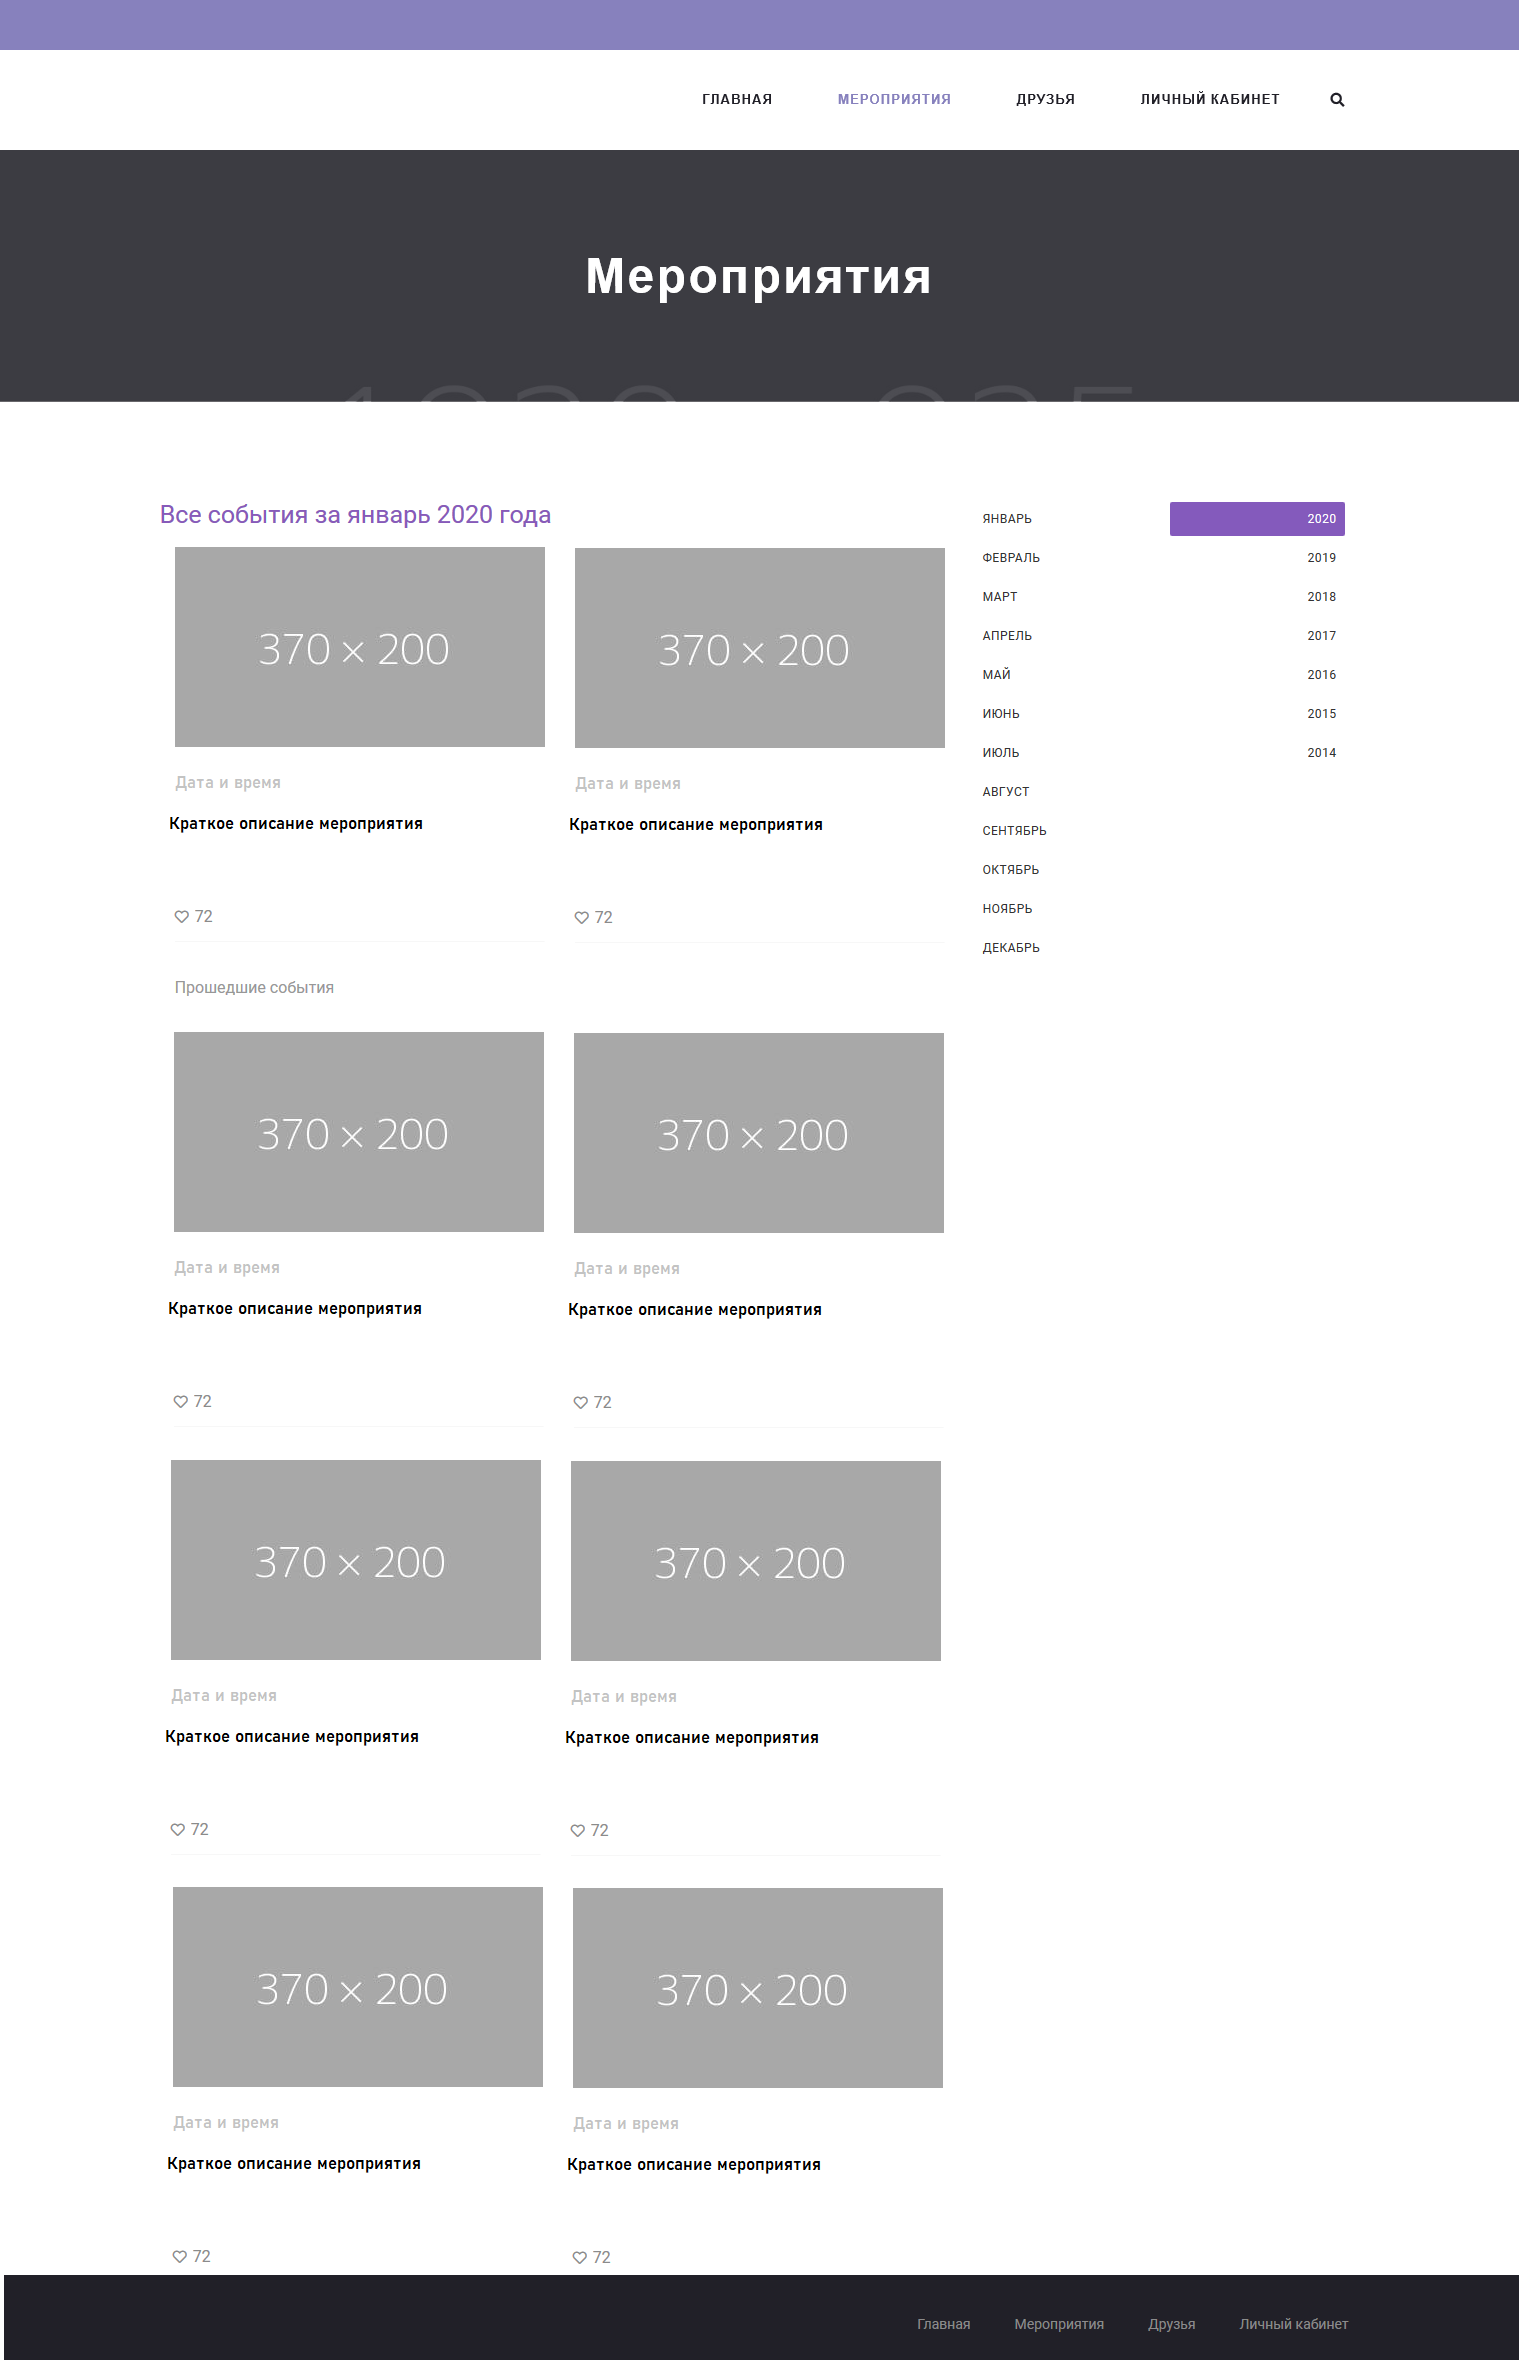 ГЛАВНАЯ МЕРОПРИЯТИЯ ДРУЗЬЯ ЛИЧНЫЙ КАБИНЕТ
Мероприятия
Все события за январь 2020 года
370 × 200 370 × 200
Дата и время Дата и время
Краткое описание мероприятия Краткое описание мероприятия
72 72
ЯНВАРЬ 2020
ФЕВРАЛЬ 2019
МАРТ 2018
АПРЕЛЬ 2017
МАЙ 2016
ИЮНЬ 2015
ИЮЛЬ 2014
АВГУСТ
СЕНТЯБРЬ
ОКТЯБРЬ
НОЯБРЬ
ДЕКАБРЬ
Прошедшие события
370 × 200 370 × 200
Дата и время Дата и время
Краткое описание мероприятия Краткое описание мероприятия
72 72
370 × 200 370 × 200
Дата и время Дата и время
Краткое описание мероприятия Краткое описание мероприятия
72 72
370 × 200 370 × 200
Дата и время Дата и время
Краткое описание мероприятия Краткое описание мероприятия
72 72
Главная Мероприятия Друзья Личный кабинет